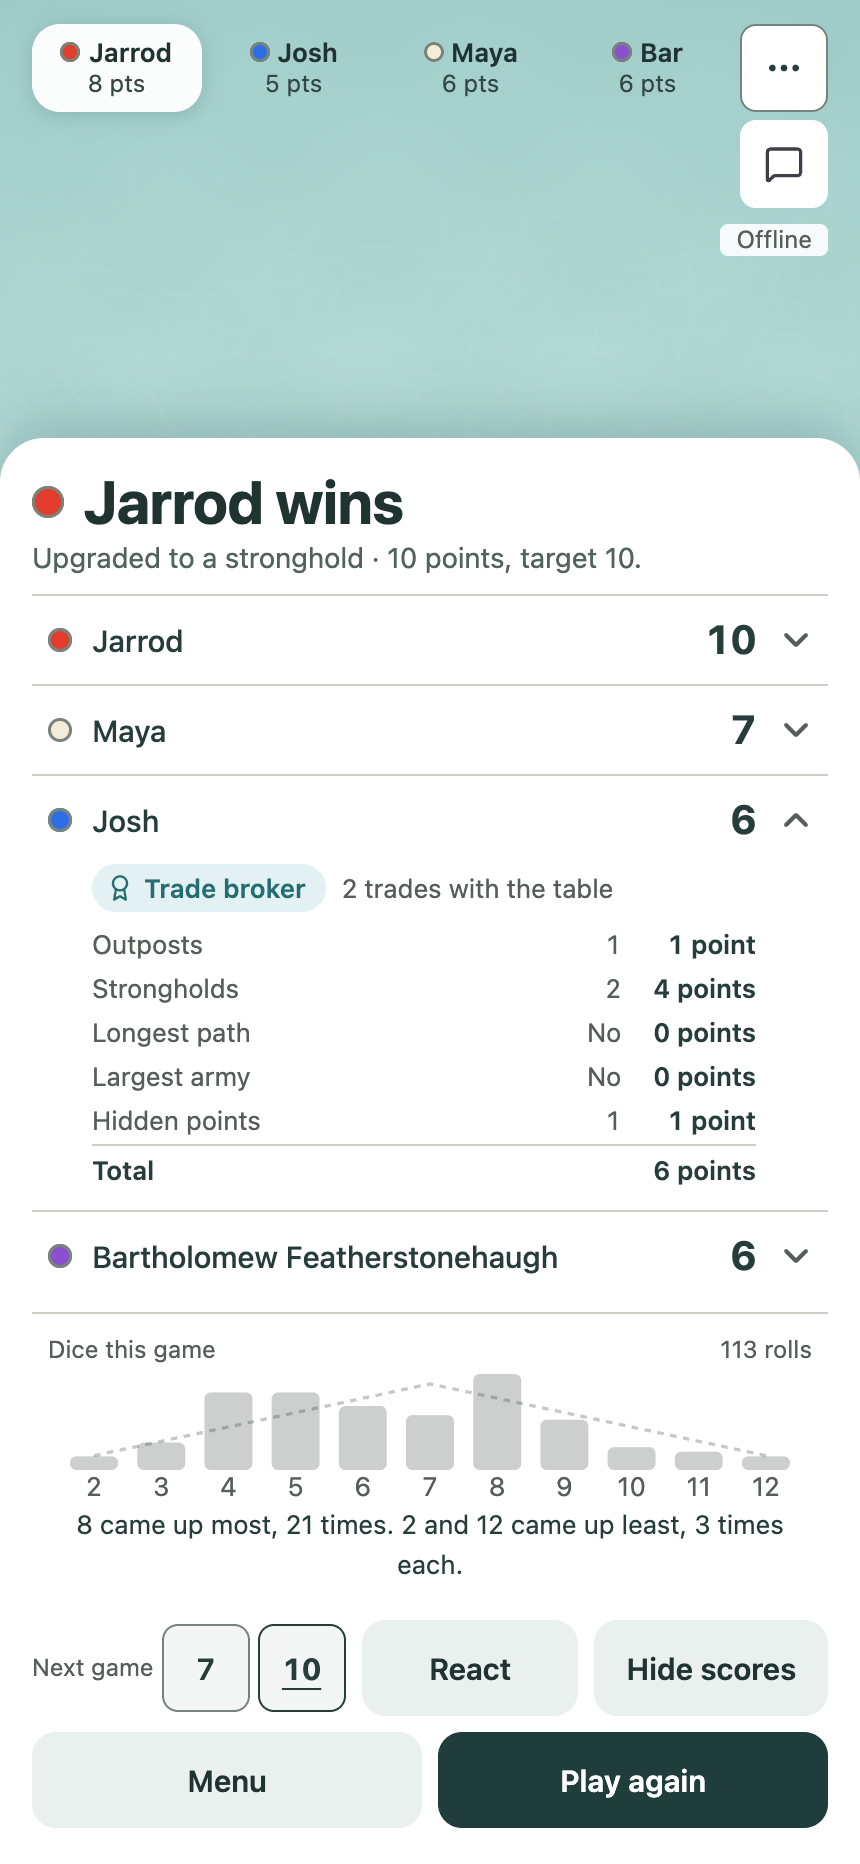 Jarrod
8 pts
Josh
5 pts
Maya
6 pts
Bar
6 pts
Offline
Jarrod wins
Upgraded to a stronghold · 10 points, target 10.
Jarrod 10
Maya 7
Josh 6
Trade broker 2 trades with the table
Outposts 1 1 point
Strongholds 2 4 points
Longest path No 0 points
Largest army No 0 points
Hidden points 1 1 point
Total 6 points
Bartholomew Featherstonehaugh 6
Dice this game 113 rolls
2 3 4 5 6 7 8 9 10 11 12
8 came up most, 21 times. 2 and 12 came up least, 3 times
each.
Next game 7 10 React Hide scores
Menu Play again